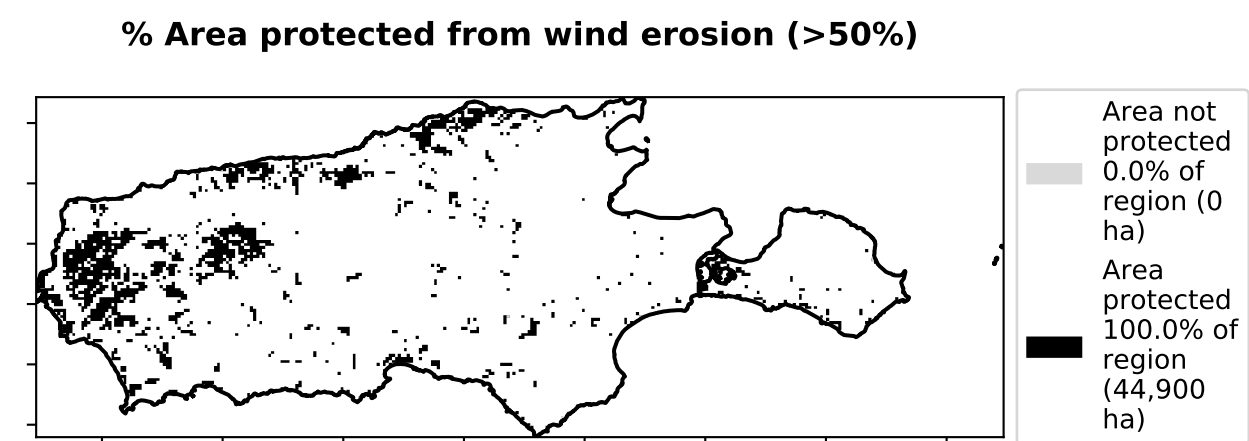 % Area protected from wind erosion (>50%)
Area not
protected
0.0% of
region (0
ha)
Area
protected
100.0% of
region
(44,900
ha)